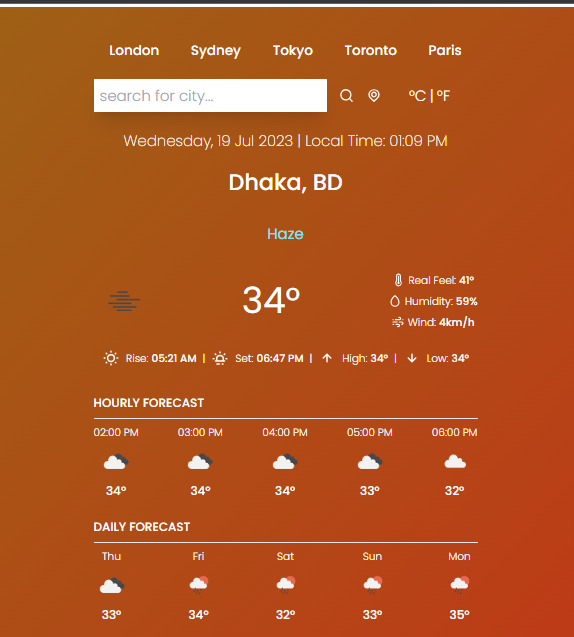 London Sydney Tokyo Toronto Paris
search for city... °C | °F
Wednesday, 19 Jul 2023 | Local Time: 01:09 PM
Dhaka, BD
Haze
34°
Real Feel: 41°
Humidity: 59%
Wind: 4km/h
Rise: 05:21 AM | Set: 06:47 PM | High: 34° | Low: 34°
HOURLY FORECAST
02:00 PM 03:00 PM 04:00 PM 05:00 PM 06:00 PM
34° 34° 34° 33° 32°
DAILY FORECAST
Thu Fri Sat Sun Mon
33° 34° 32° 33° 35°